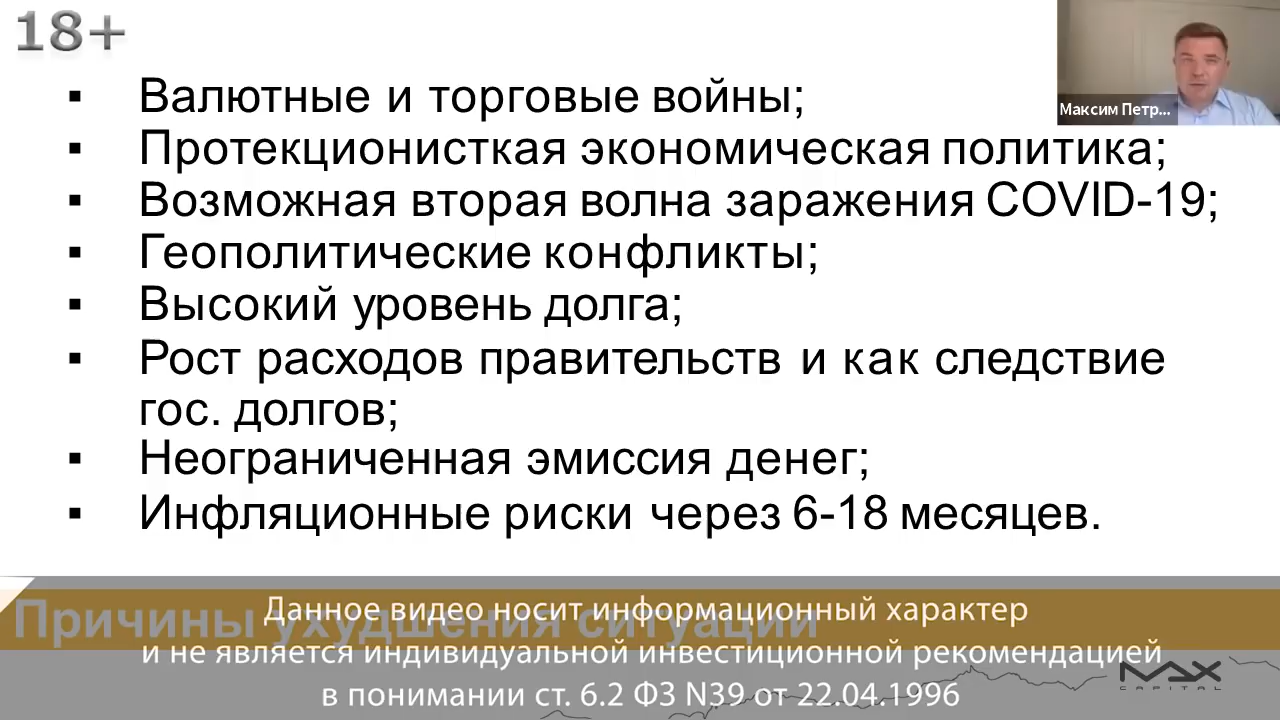 18+
Максим Петр...
▪ Валютные и торговые войны;
▪ Протекционисткая экономическая политика;
▪ Возможная вторая волна заражения COVID-19;
▪ Геополитические конфликты;
▪ Высокий уровень долга;
▪ Рост расходов правительств и как следствие
гос. долгов;
▪ Неограниченная эмиссия денег;
▪ Инфляционные риски через 6-18 месяцев.
Причины ухудшения ситуации
Данное видео носит информационный характер
и не является индивидуальной инвестиционной рекомендацией
в понимании ст. 6.2 ФЗ N39 от 22.04.1996
MAX
CAPITAL